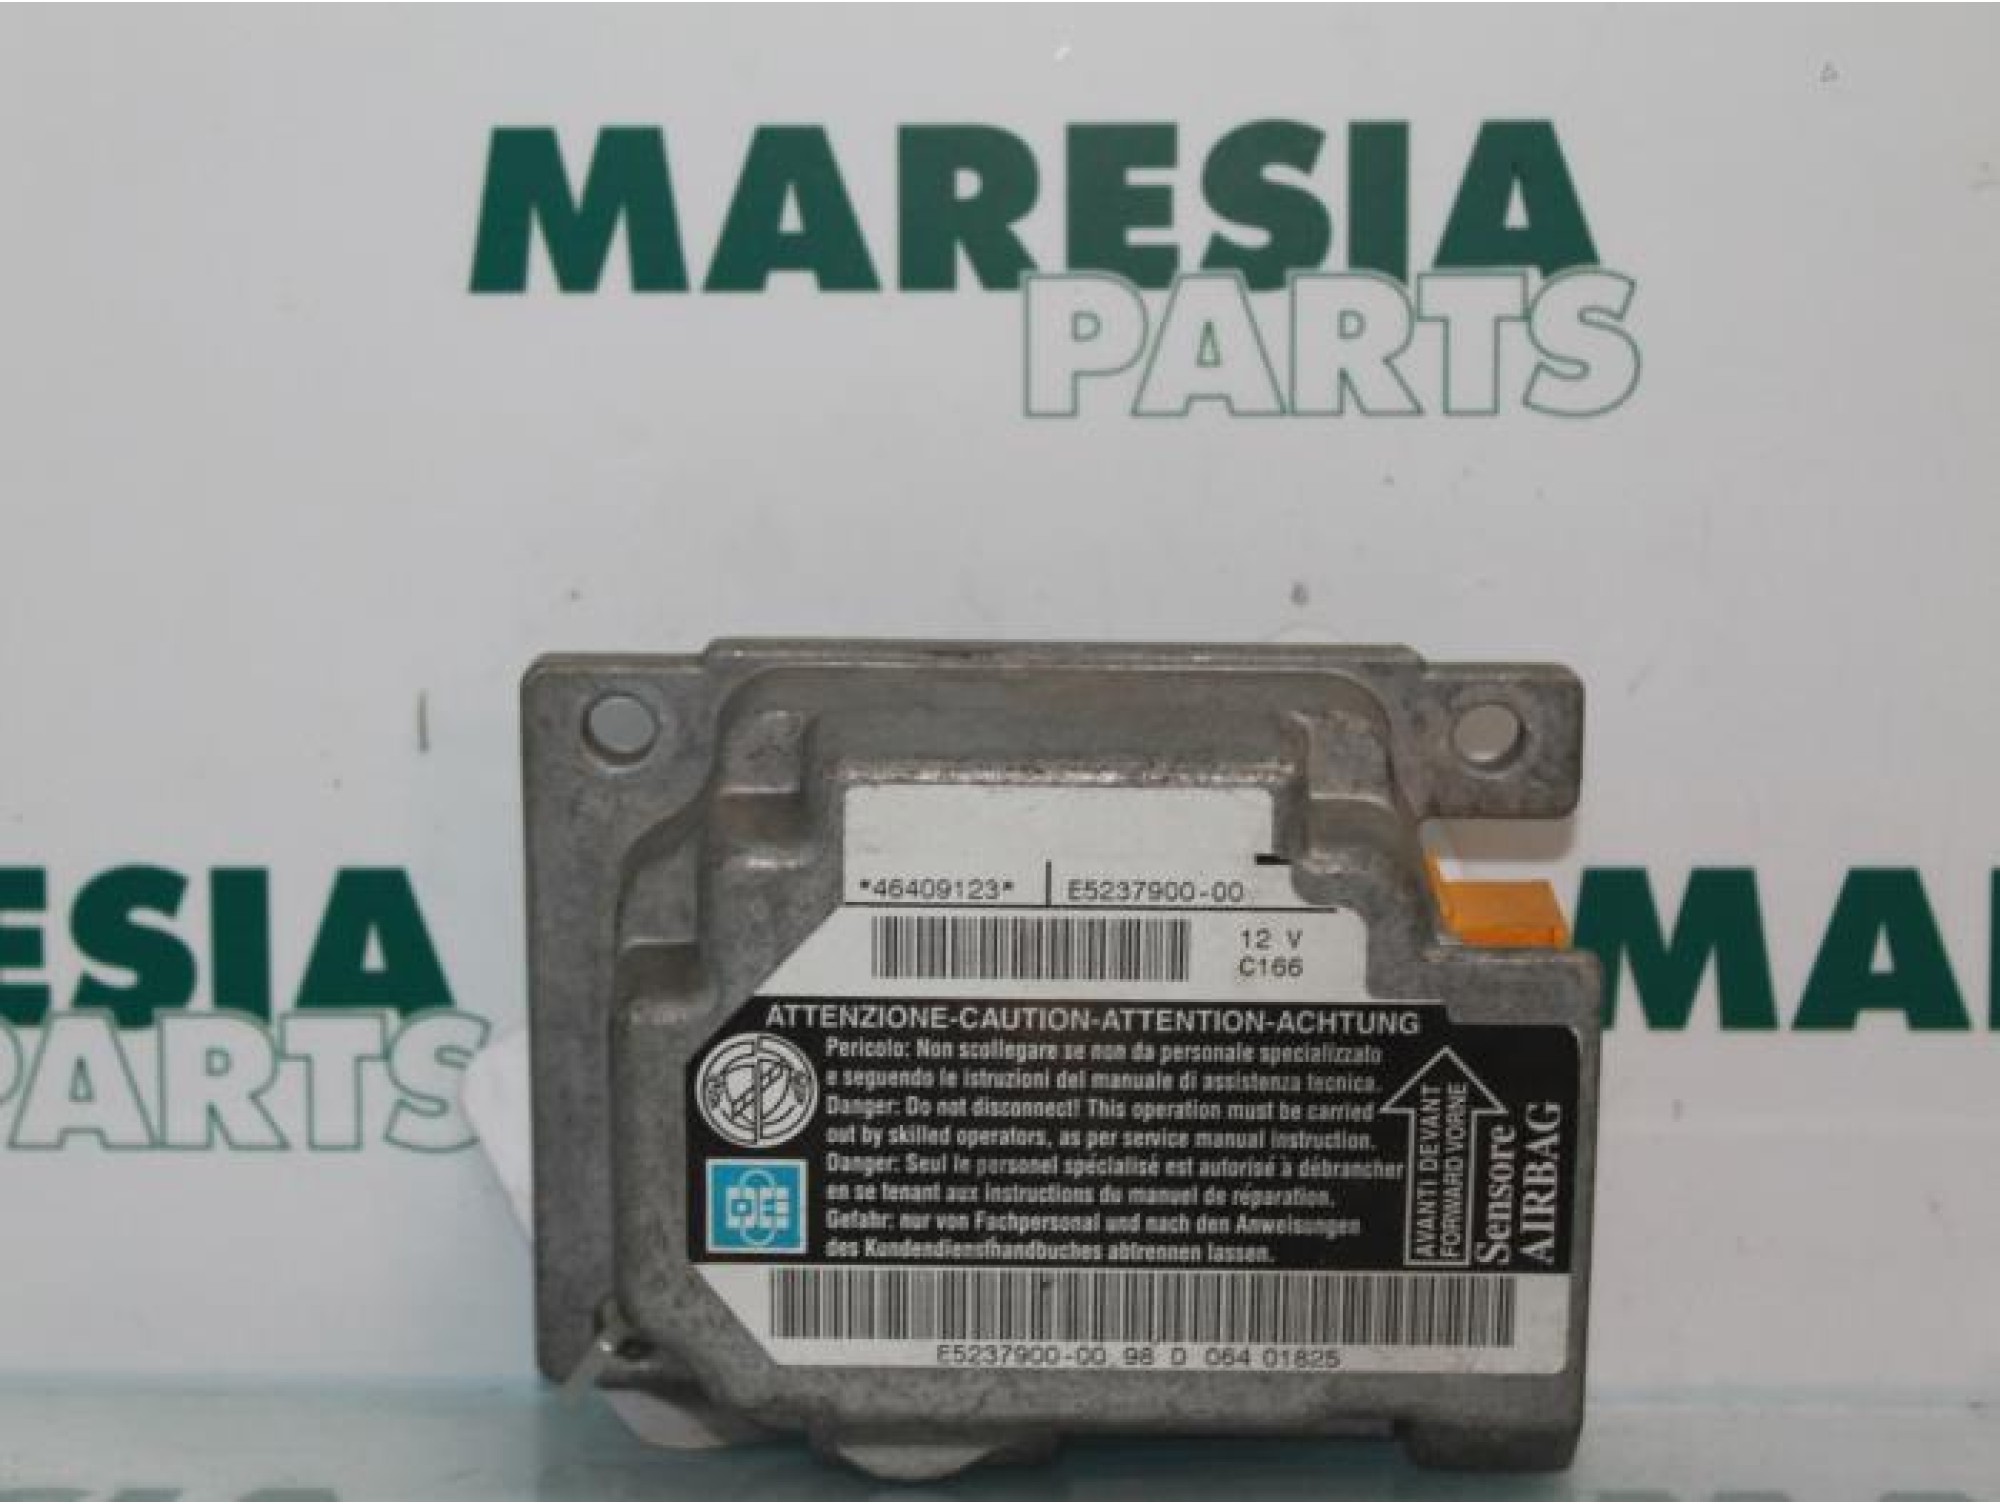 MARESIA
PARTS
ESIA
PARTS
MA
*46409123* E5237900-00
12 V
C166
ATTENZIONE-CAUTION-ATTENTION-ACHTUNG
Pericolo: Non scollegare se non da personale specializzato
e seguendo le istruzioni del manuale di assistenza tecnica.
Danger: Do not disconnect! This operation must be carried
out by skilled operators, as per service manual instruction.
Danger: Seul le personel spécialisé est autorisé à débrancher
en se tenant aux instructions du manuel de réparation.
Gefahr: nur von Fachpersonal und nach den Anweisungen
des Kundendiensthandbuches abtrennen lassen.
AVANTI DEVANT
FORWARD VORNE
Sensore
AIRBAG
E5237900-00 98 D 064 01825